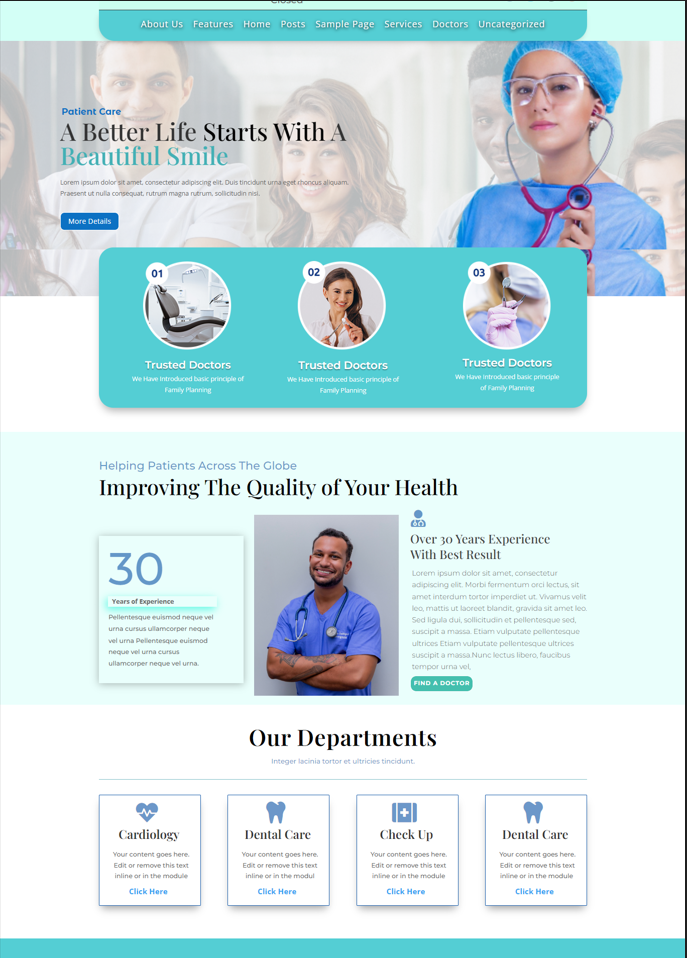 Closed
About Us Features Home Posts Sample Page Services Doctors Uncategorized
Patient Care
A Better Life Starts With A
Beautiful Smile
Lorem ipsum dolor sit amet, consectetur adipiscing elit. Duis tincidunt urna eget rhoncus aliquam.
Praesent ut nulla consequat, rutrum magna rutrum, sollicitudin nisi.
More Details
01
02
03
Trusted Doctors
We Have Introduced basic principle of
Family Planning
Trusted Doctors
We Have Introduced basic principle of
Family Planning
Trusted Doctors
We Have Introduced basic principle
of Family Planning
Helping Patients Across The Globe
Improving The Quality of Your Health
30
Years of Experience
Pellentesque euismod neque vel
urna cursus ullamcorper neque
vel urna Pellentesque euismod
neque vel urna cursus
ullamcorper neque vel urna.
Over 30 Years Experience
With Best Result
Lorem ipsum dolor sit amet, consectetur
adipiscing elit. Morbi fermentum orci lectus, sit
amet interdum tortor imperdiet ut. Vivamus velit
leo, mattis ut laoreet blandit, gravida sit amet leo.
Sed ligula dui, sollicitudin et pellentesque sed,
suscipit a massa. Etiam vulputate pellentesque
ultrices Etiam vulputate pellentesque ultrices
suscipit a massa.Nunc lectus libero, faucibus
tempor urna vel,
FIND A DOCTOR
Our Departments
Integer lacinia tortor et ultricies tincidunt.
Cardiology
Your content goes here.
Edit or remove this text
inline or in the module
Click Here
Dental Care
Your content goes here.
Edit or remove this text
inline or in the modul
Click Here
Check Up
Your content goes here.
Edit or remove this text
inline or in the module
Click Here
Dental Care
Your content goes here.
Edit or remove this text
inline or in the module
Click Here